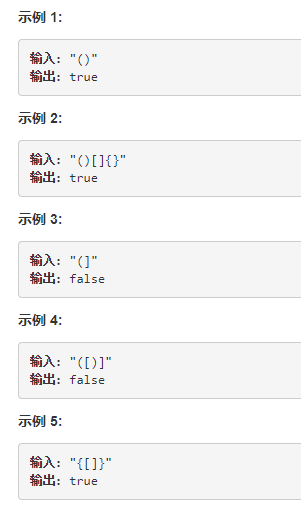 示例 1:
输入: "()"
输出: true
示例 2:
输入: "()[]{}"
输出: true
示例 3:
输入: "(]"
输出: false
示例 4:
输入: "([)]"
输出: false
示例 5:
输入: "{[]}"
输出: true